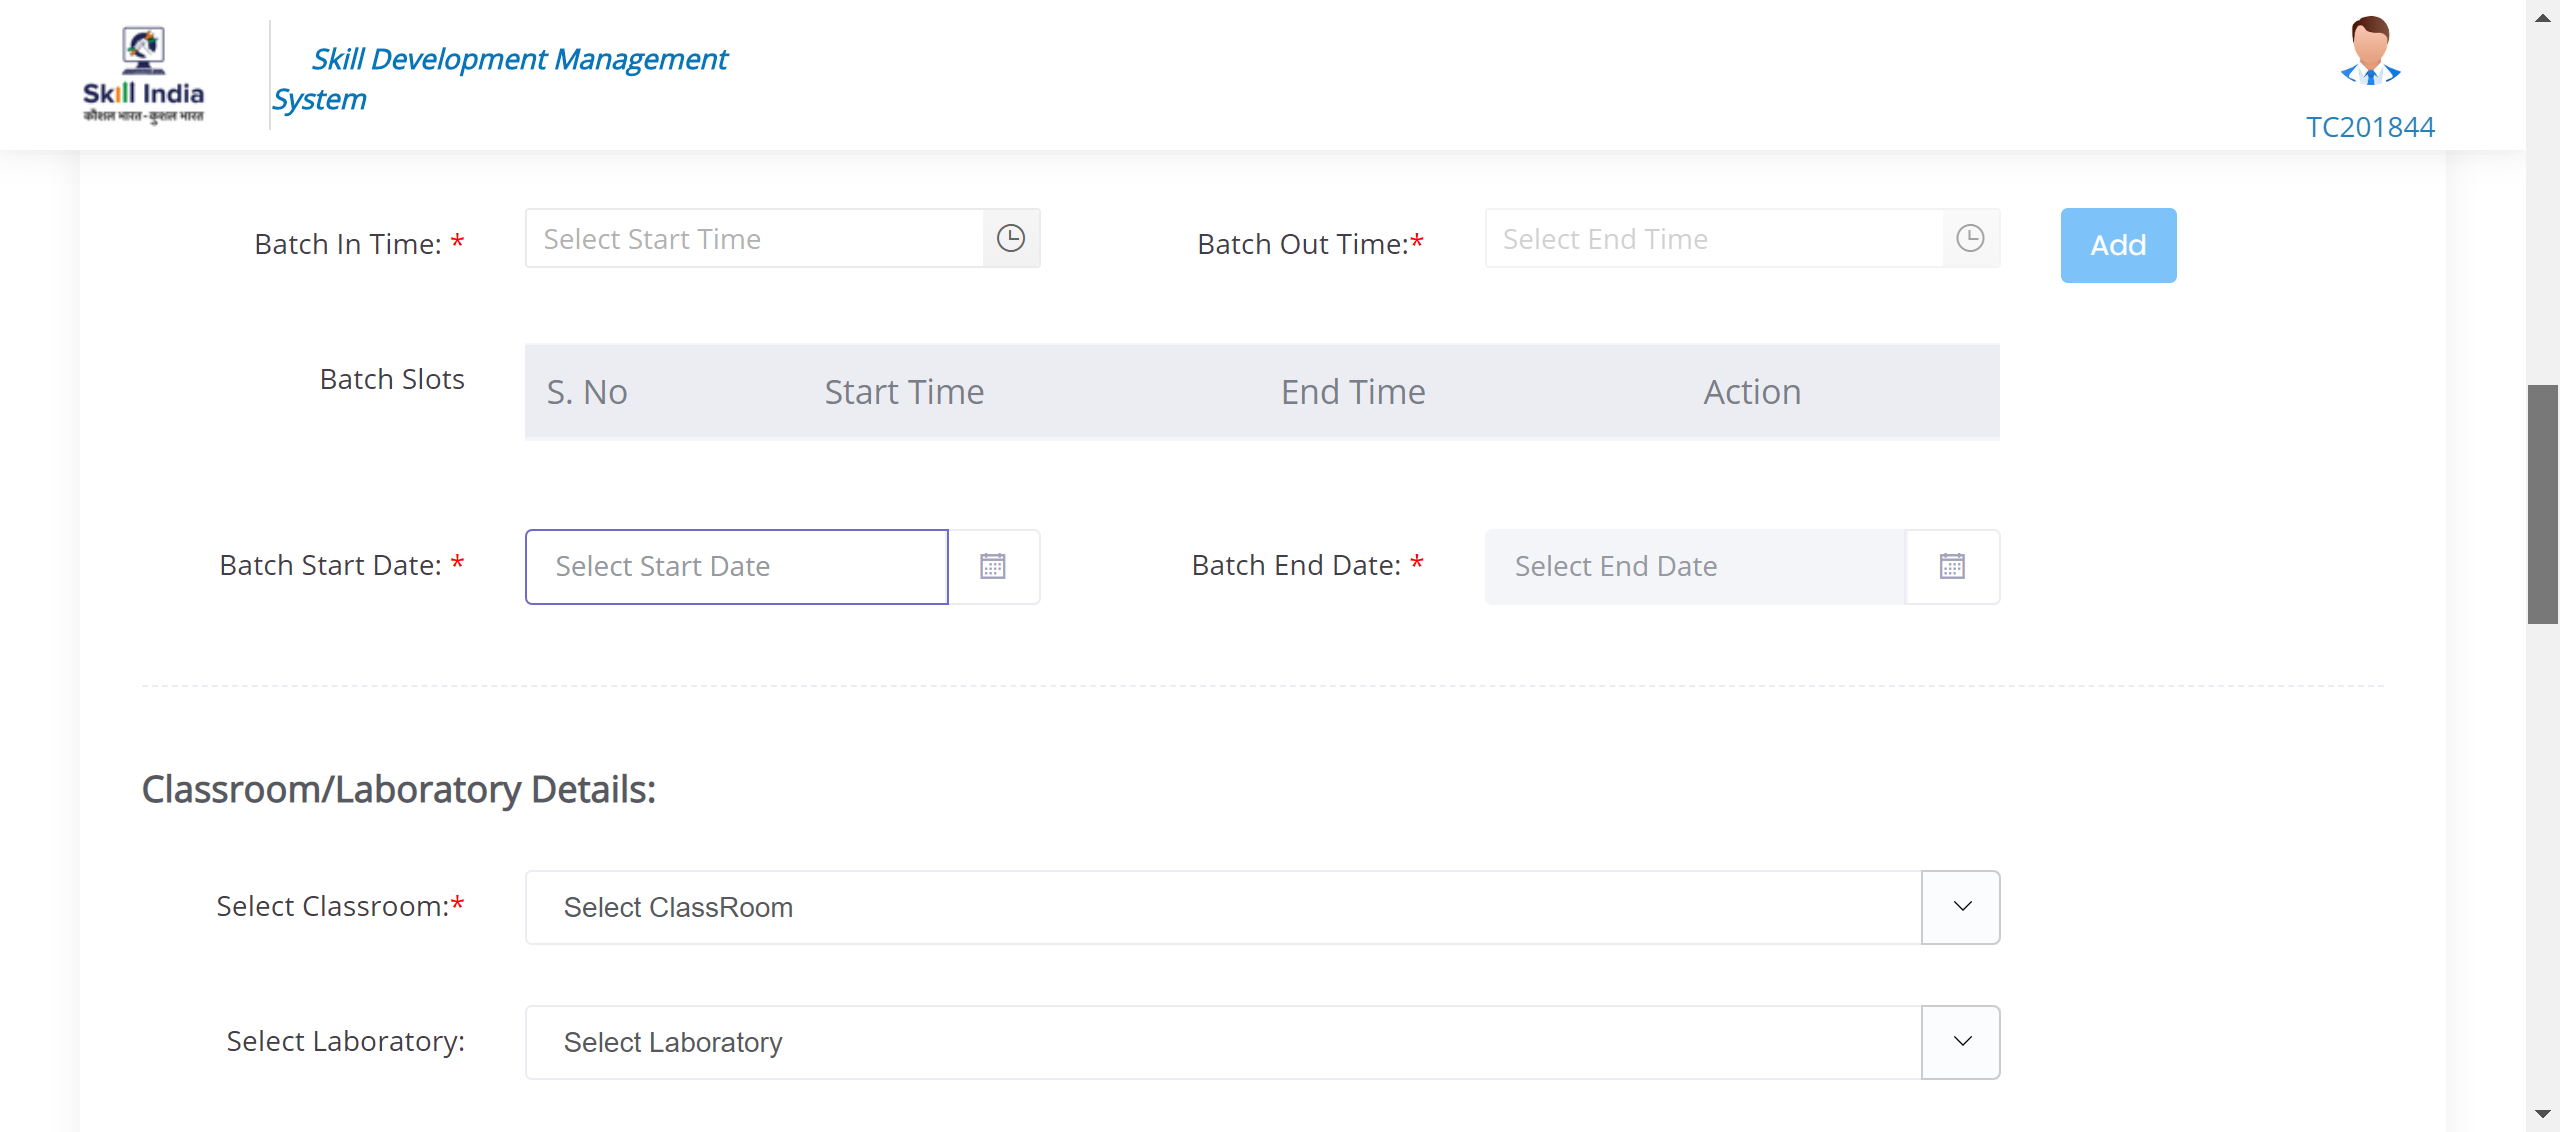 Skill India
कौशल भारत - कुशल भारत
Skill Development Management
System
TC201844
Batch In Time: *
Select Start Time
Batch Out Time:*
Select End Time
Add
Batch Slots
S. No Start Time End Time Action
Batch Start Date: *
Select Start Date
Batch End Date: *
Select End Date
Classroom/Laboratory Details:
Select Classroom:*
Select ClassRoom
Select Laboratory:
Select Laboratory